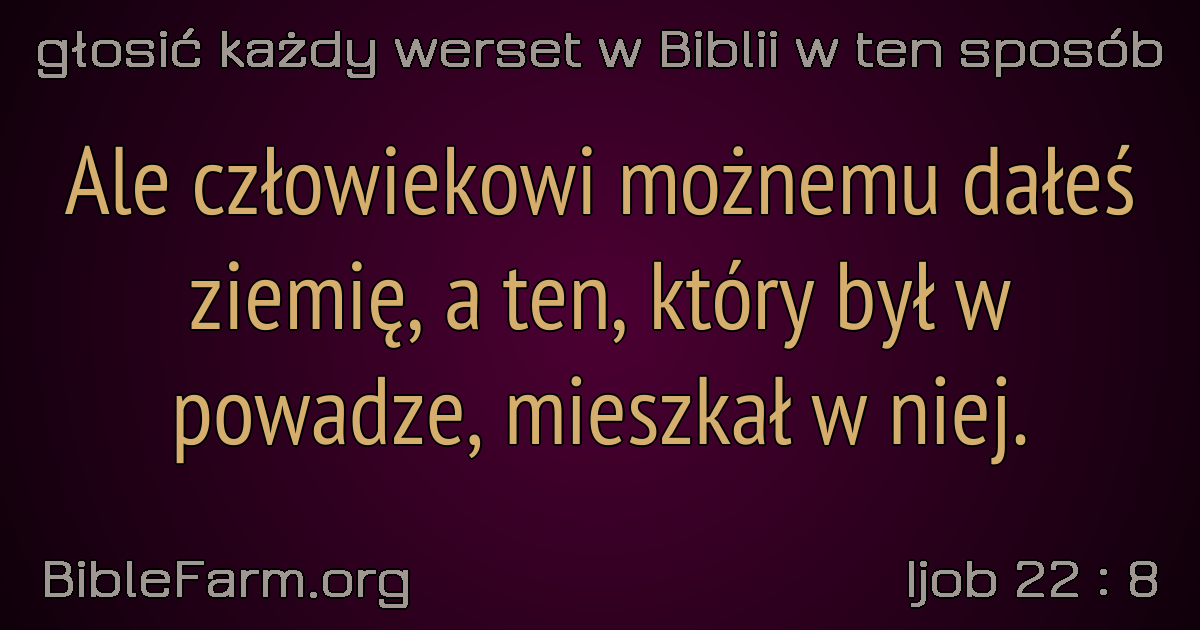 głosić każdy werset w Biblii w ten sposób
Ale człowiekowi możnemu dałeś
ziemię, a ten, który był w
powadze, mieszkał w niej.
BibleFarm.org
Ijob 22 : 8